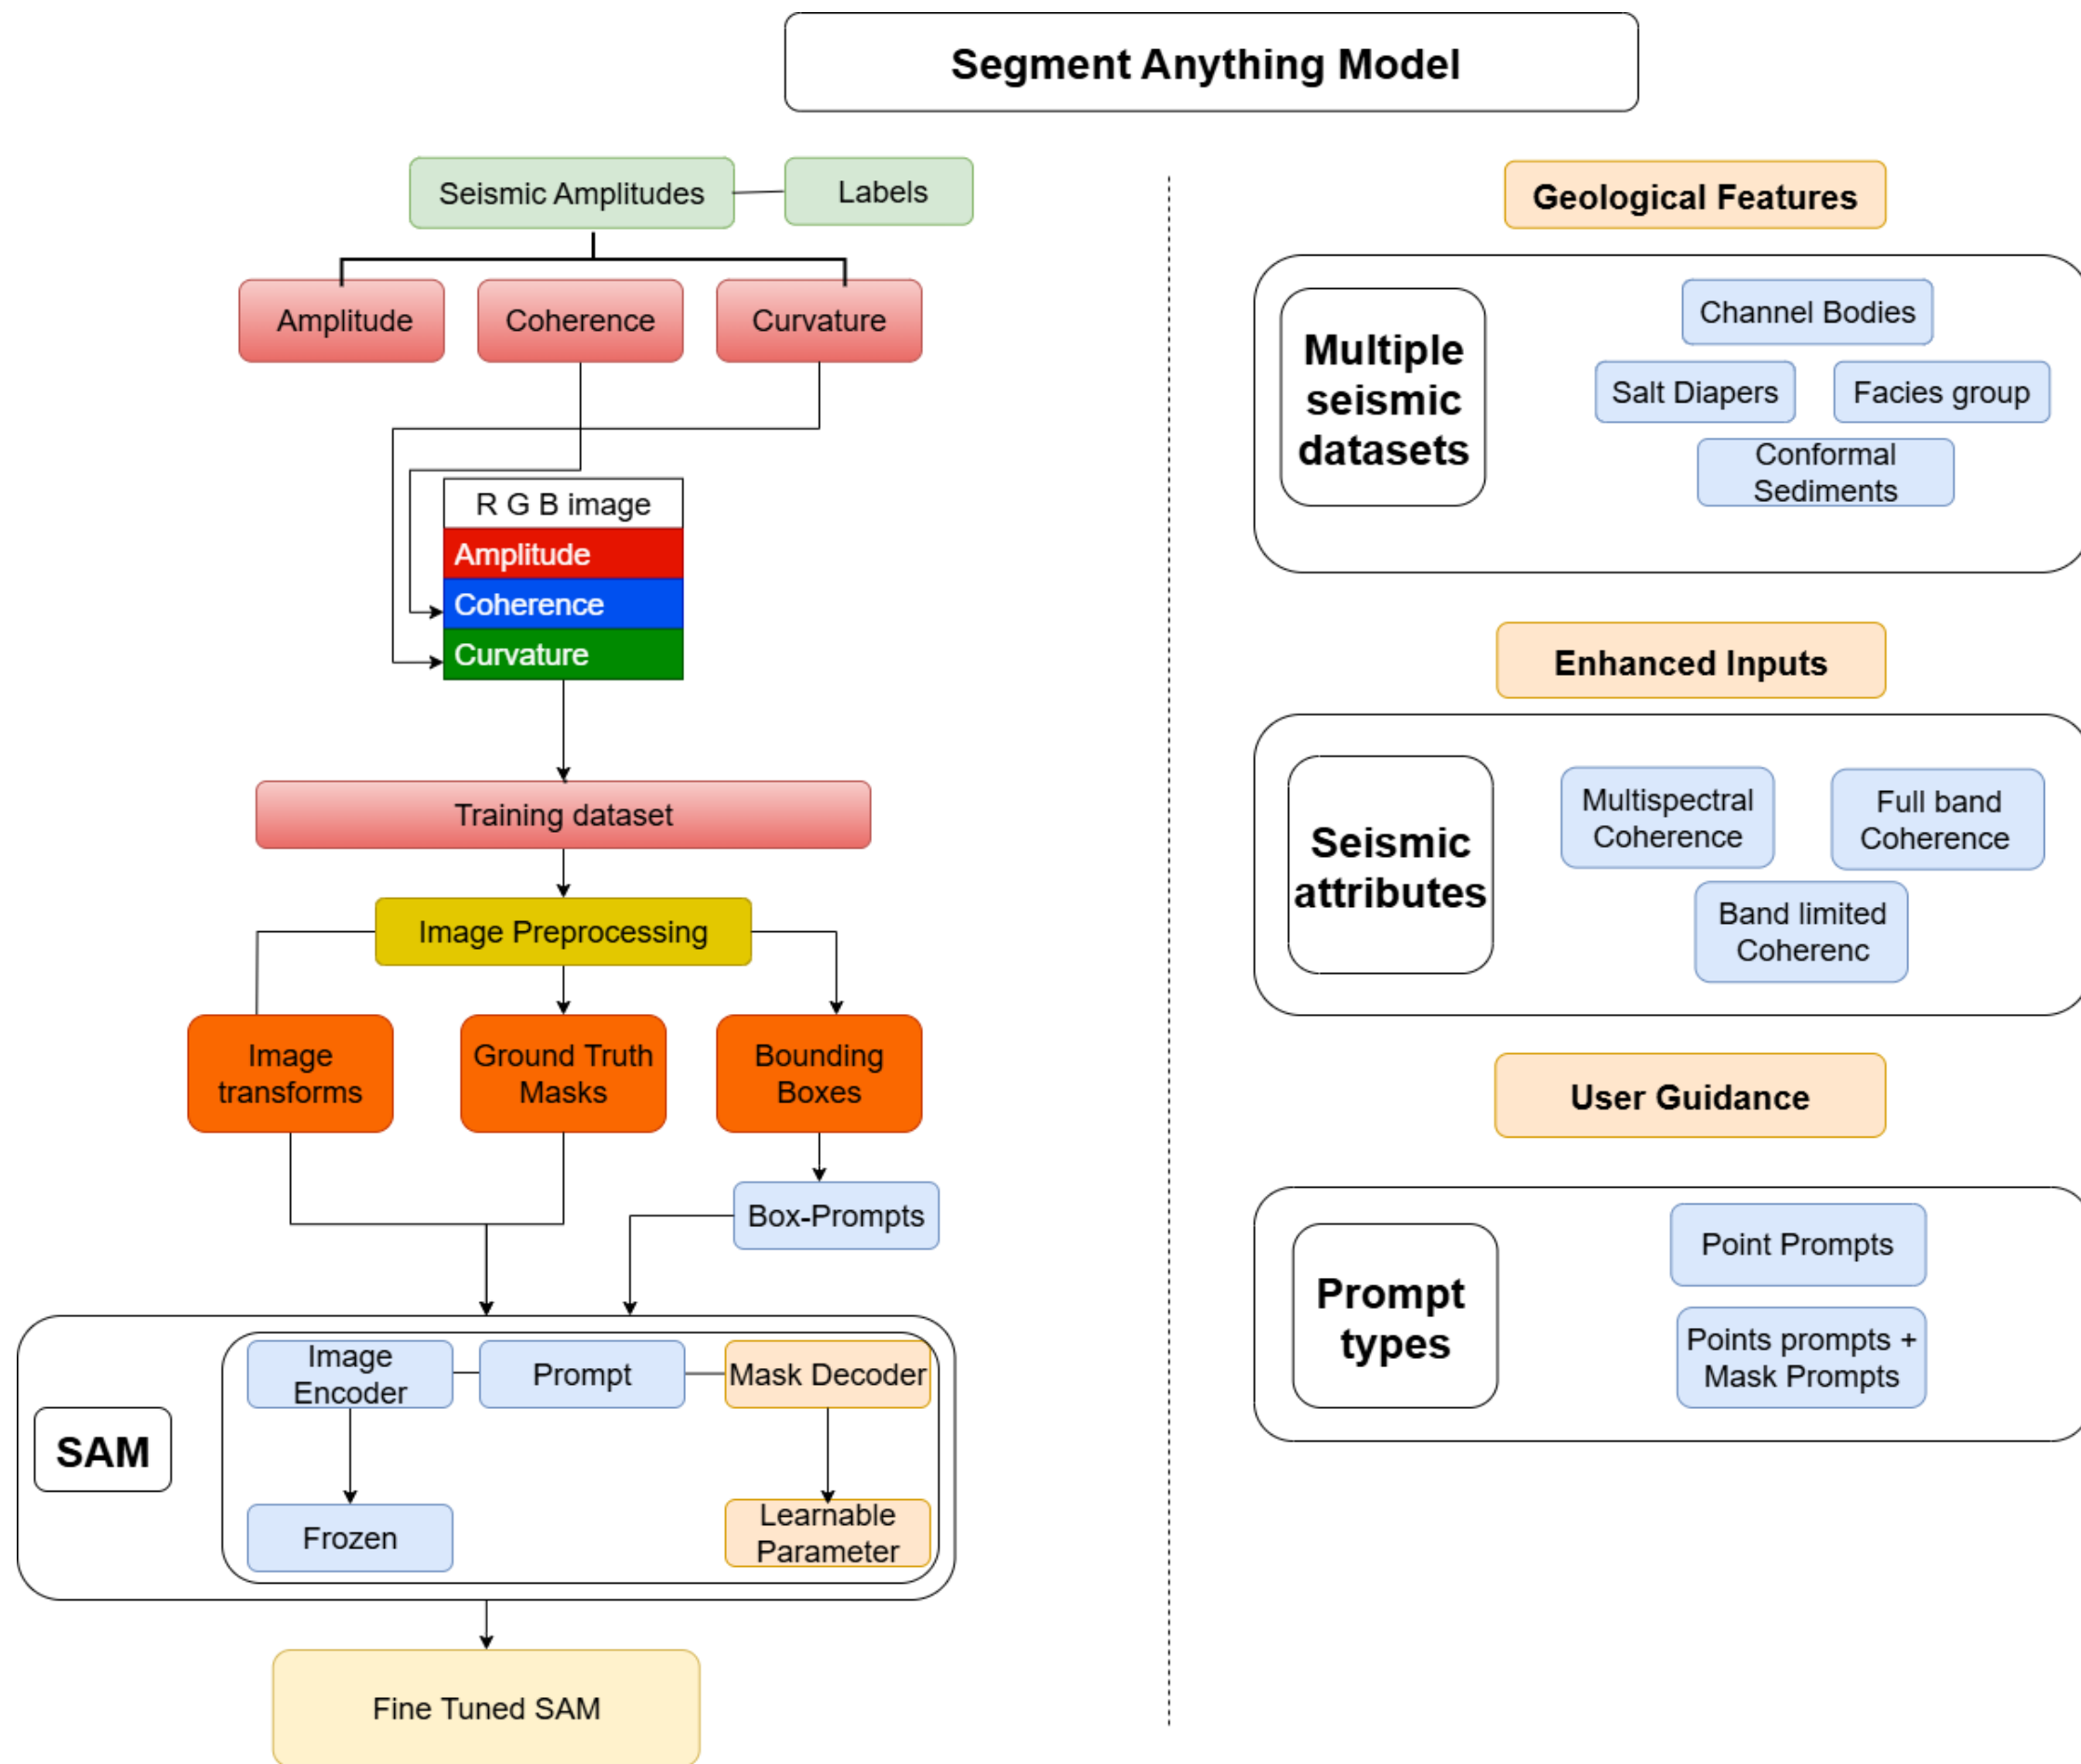 Segment Anything Model
Seismic Amplitudes
Labels
Amplitude
Coherence
Curvature
R G B image
Amplitude
Coherence
Curvature
Training dataset
Image Preprocessing
Image
transforms
Ground Truth
Masks
Bounding
Boxes
Box-Prompts
SAM
Image
Encoder
Prompt
Mask Decoder
Frozen
Learnable
Parameter
Fine Tuned SAM
Geological Features
Multiple
seismic
datasets
Channel Bodies
Salt Diapers
Facies group
Conformal
Sediments
Enhanced Inputs
Seismic
attributes
Multispectral
Coherence
Full band
Coherence
Band limited
Coherenc
User Guidance
Prompt
types
Point Prompts
Points prompts +
Mask Prompts